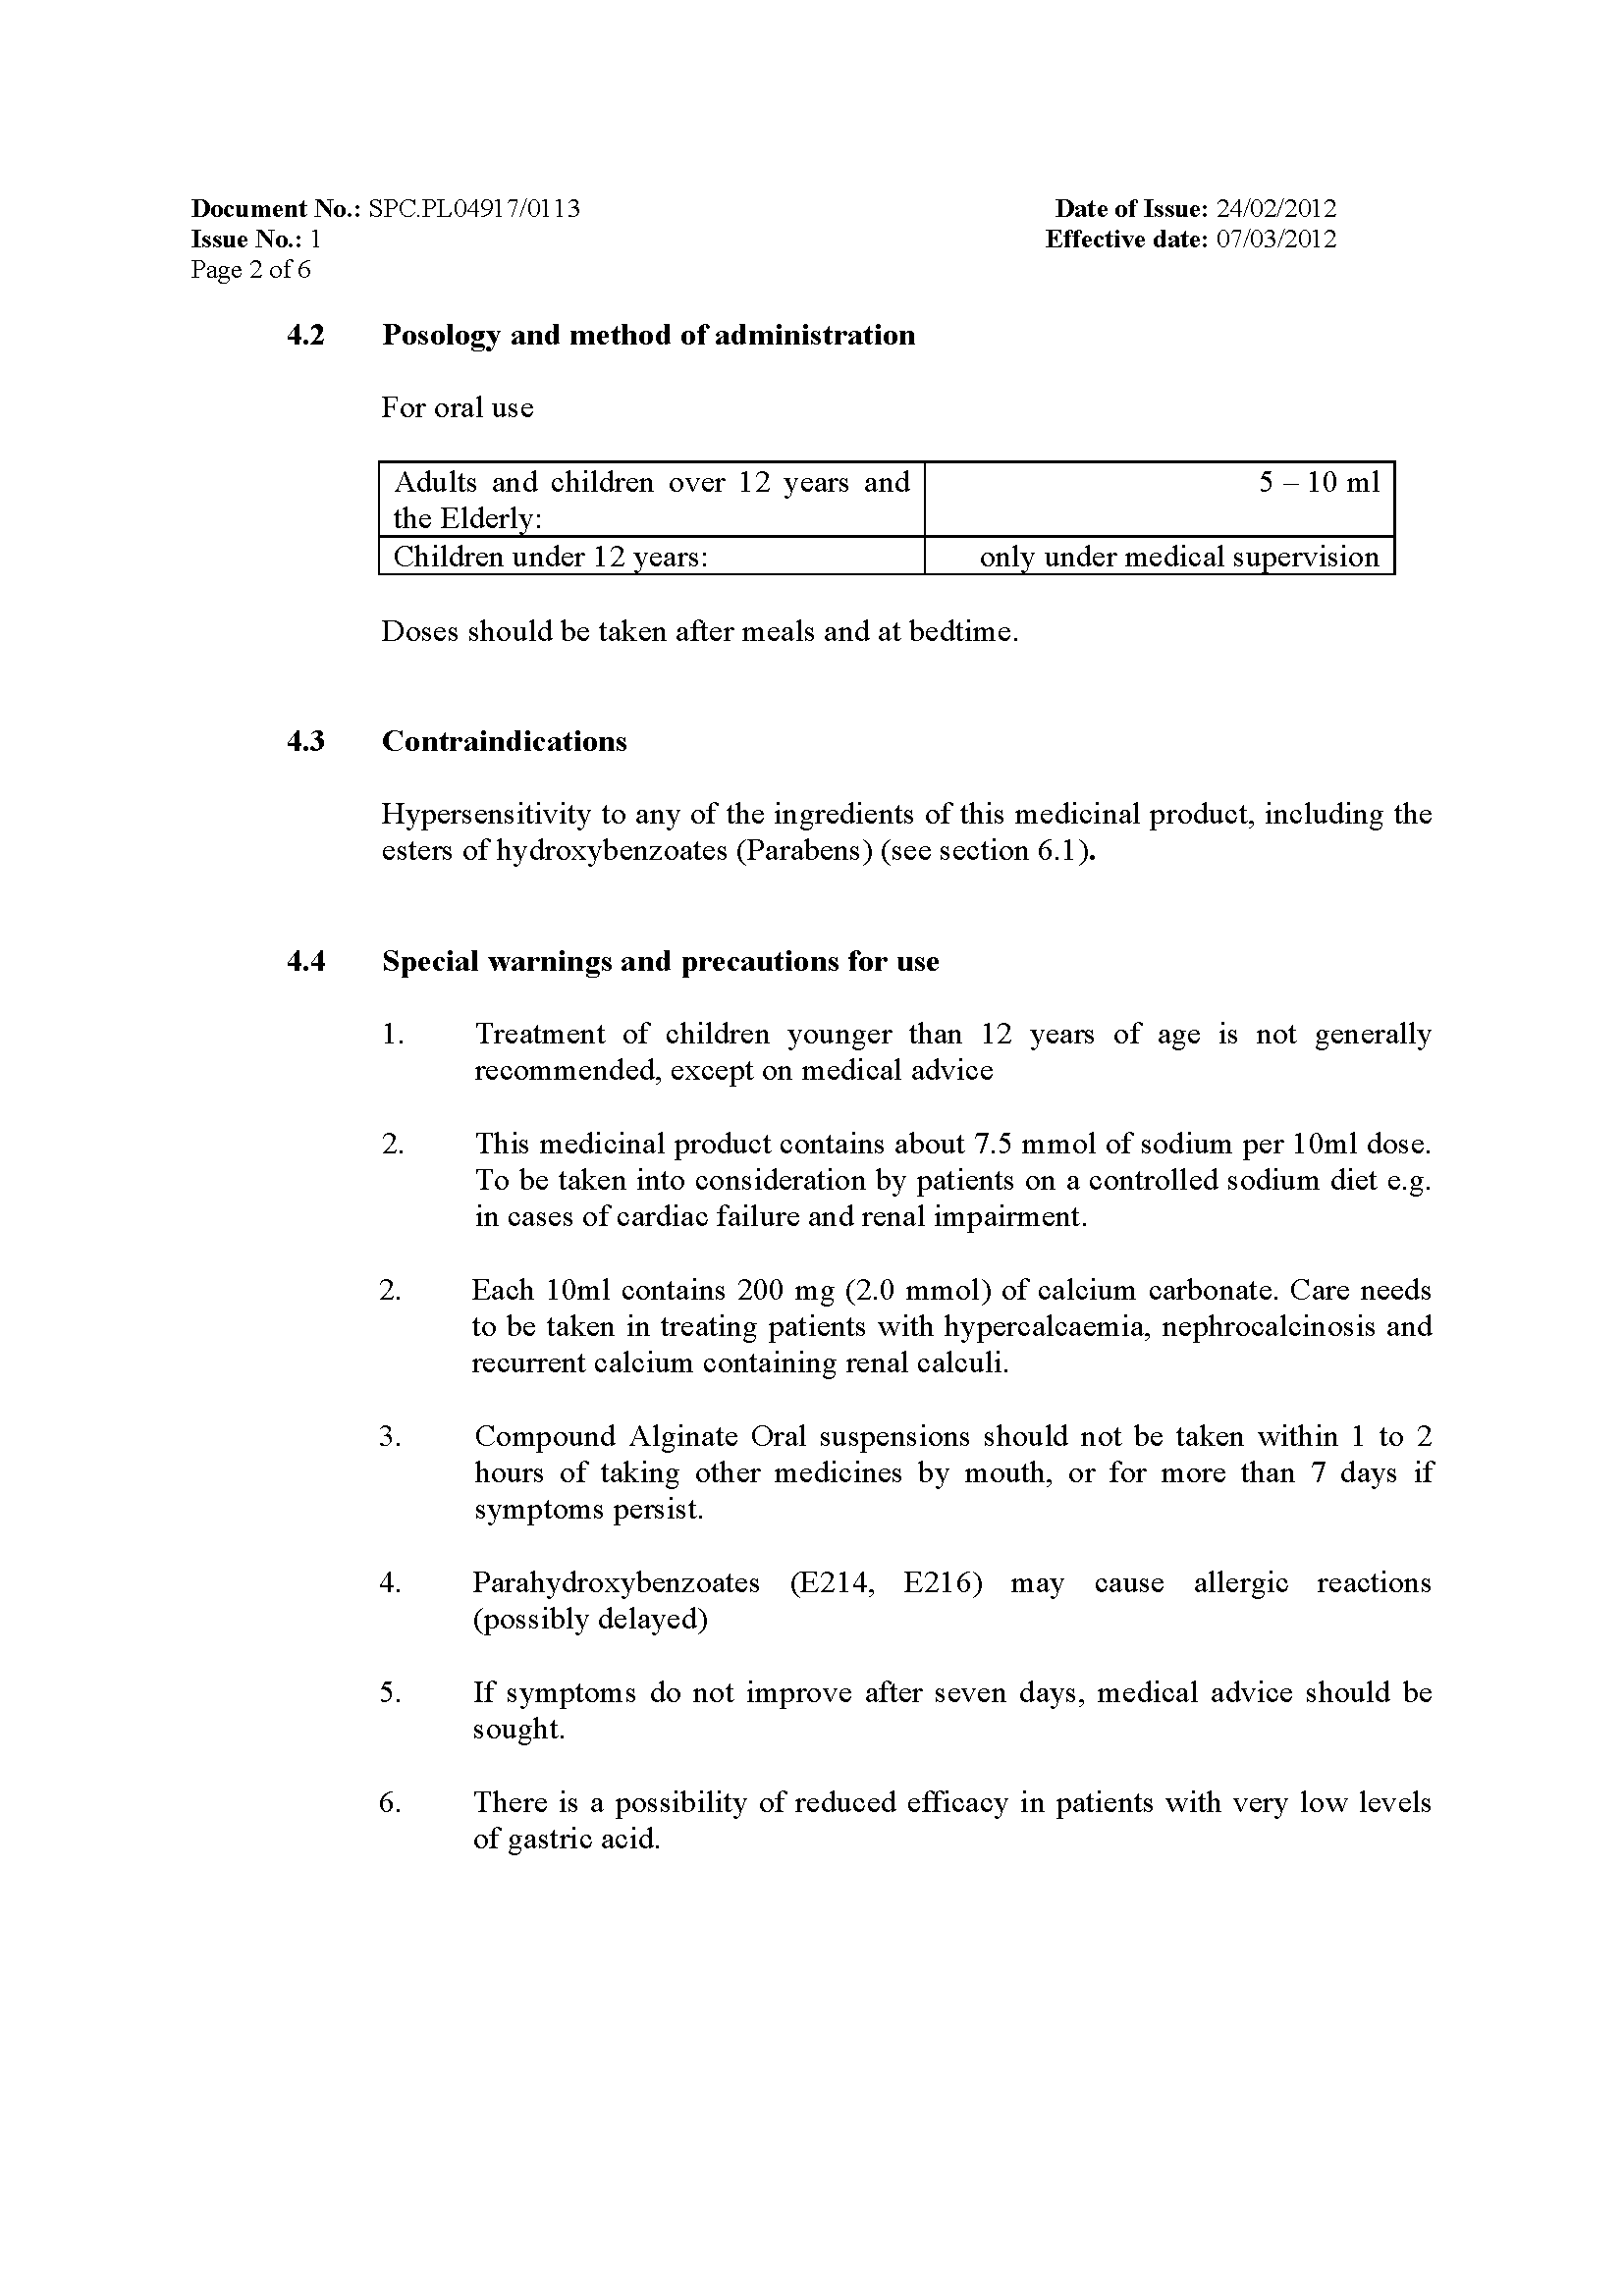 Document No.: SPC.PL04917/0113 Date of Issue: 24/02/2012
Issue No.: 1 Effective date: 07/03/2012
Page 2 of 6
4.2 Posology and method of administration
For oral use
Adults and children over 12 years and 5 – 10 ml
the Elderly:
Children under 12 years: only under medical supervision
Doses should be taken after meals and at bedtime.
4.3 Contraindications
Hypersensitivity to any of the ingredients of this medicinal product, including the
esters of hydroxybenzoates (Parabens) (see section 6.1).
4.4 Special warnings and precautions for use
1. Treatment of children younger than 12 years of age is not generally
recommended, except on medical advice
2. This medicinal product contains about 7.5 mmol of sodium per 10ml dose.
To be taken into consideration by patients on a controlled sodium diet e.g.
in cases of cardiac failure and renal impairment.
2. Each 10ml contains 200 mg (2.0 mmol) of calcium carbonate. Care needs
to be taken in treating patients with hypercalcaemia, nephrocalcinosis and
recurrent calcium containing renal calculi.
3. Compound Alginate Oral suspensions should not be taken within 1 to 2
hours of taking other medicines by mouth, or for more than 7 days if
symptoms persist.
4. Parahydroxybenzoates (E214, E216) may cause allergic reactions
(possibly delayed)
5. If symptoms do not improve after seven days, medical advice should be
sought.
6. There is a possibility of reduced efficacy in patients with very low levels
of gastric acid.